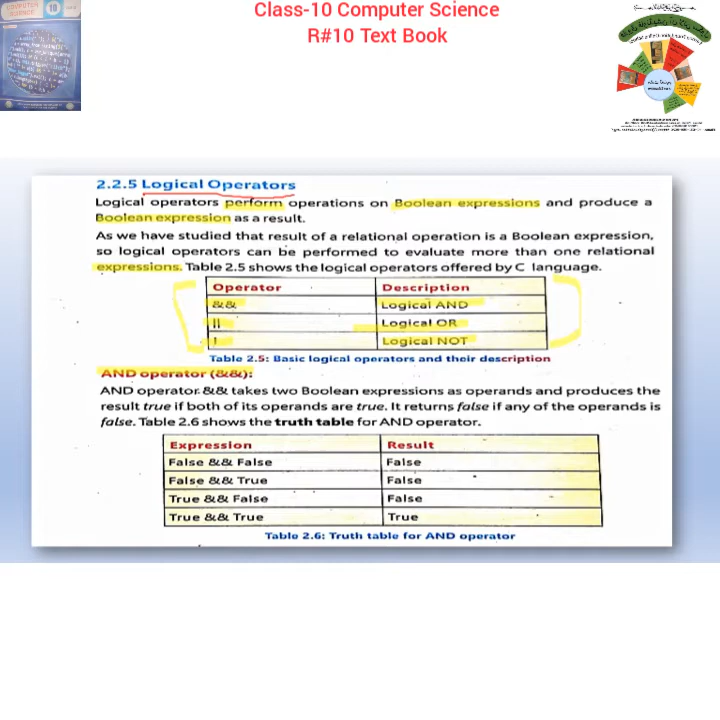 Class-10 Computer Science
R#10 Text Book
COMPUTER
SCIENCE
10
2.2.5 Logical Operators
Logical operators perform operations on Boolean expressions and produce a
Boolean expression as a result.
As we have studied that result of a relational operation is a Boolean expression,
so logical operators can be performed to evaluate more than one relational
expressions. Table 2.5 shows the logical operators offered by C language.
Operator Description
&& Logical AND
|| Logical OR
! Logical NOT
Table 2.5: Basic logical operators and their description
AND operator (&&):
AND operator && takes two Boolean expressions as operands and produces the
result true if both of its operands are true. It returns false if any of the operands is
false. Table 2.6 shows the truth table for AND operator.
Expression Result
False && False False
False && True False
True && False False
True && True True
Table 2.6: Truth table for AND operator